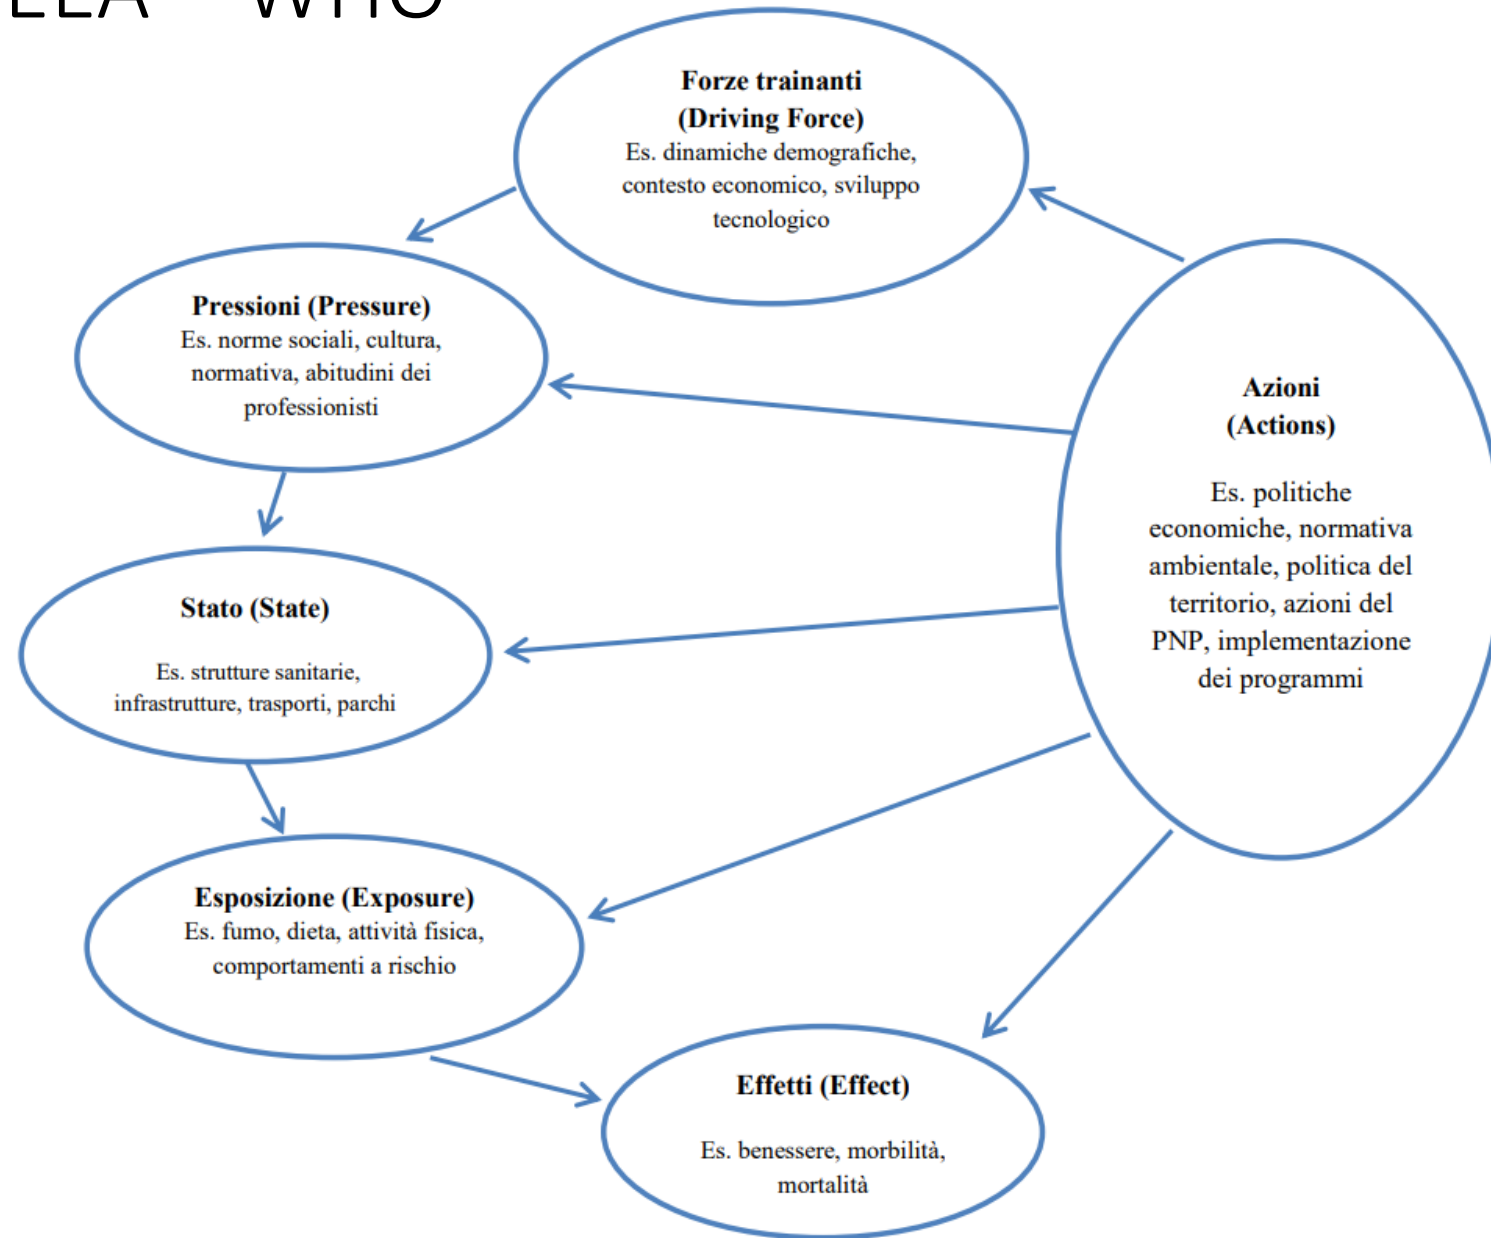 WHO
Forze trainanti
(Driving Force)
Es. dinamiche demografiche,
contesto economico, sviluppo
tecnologico
Pressioni (Pressure)
Es. norme sociali, cultura,
normativa, abitudini dei
professionisti
Azioni
(Actions)
Es. politiche
economiche, normativa
ambientale, politica del
territorio, azioni del
PNP, implementazione
dei programmi
Stato (State)
Es. strutture sanitarie,
infrastrutture, trasporti, parchi
Esposizione (Exposure)
Es. fumo, dieta, attività fisica,
comportamenti a rischio
Effetti (Effect)
Es. benessere, morbilità,
mortalità